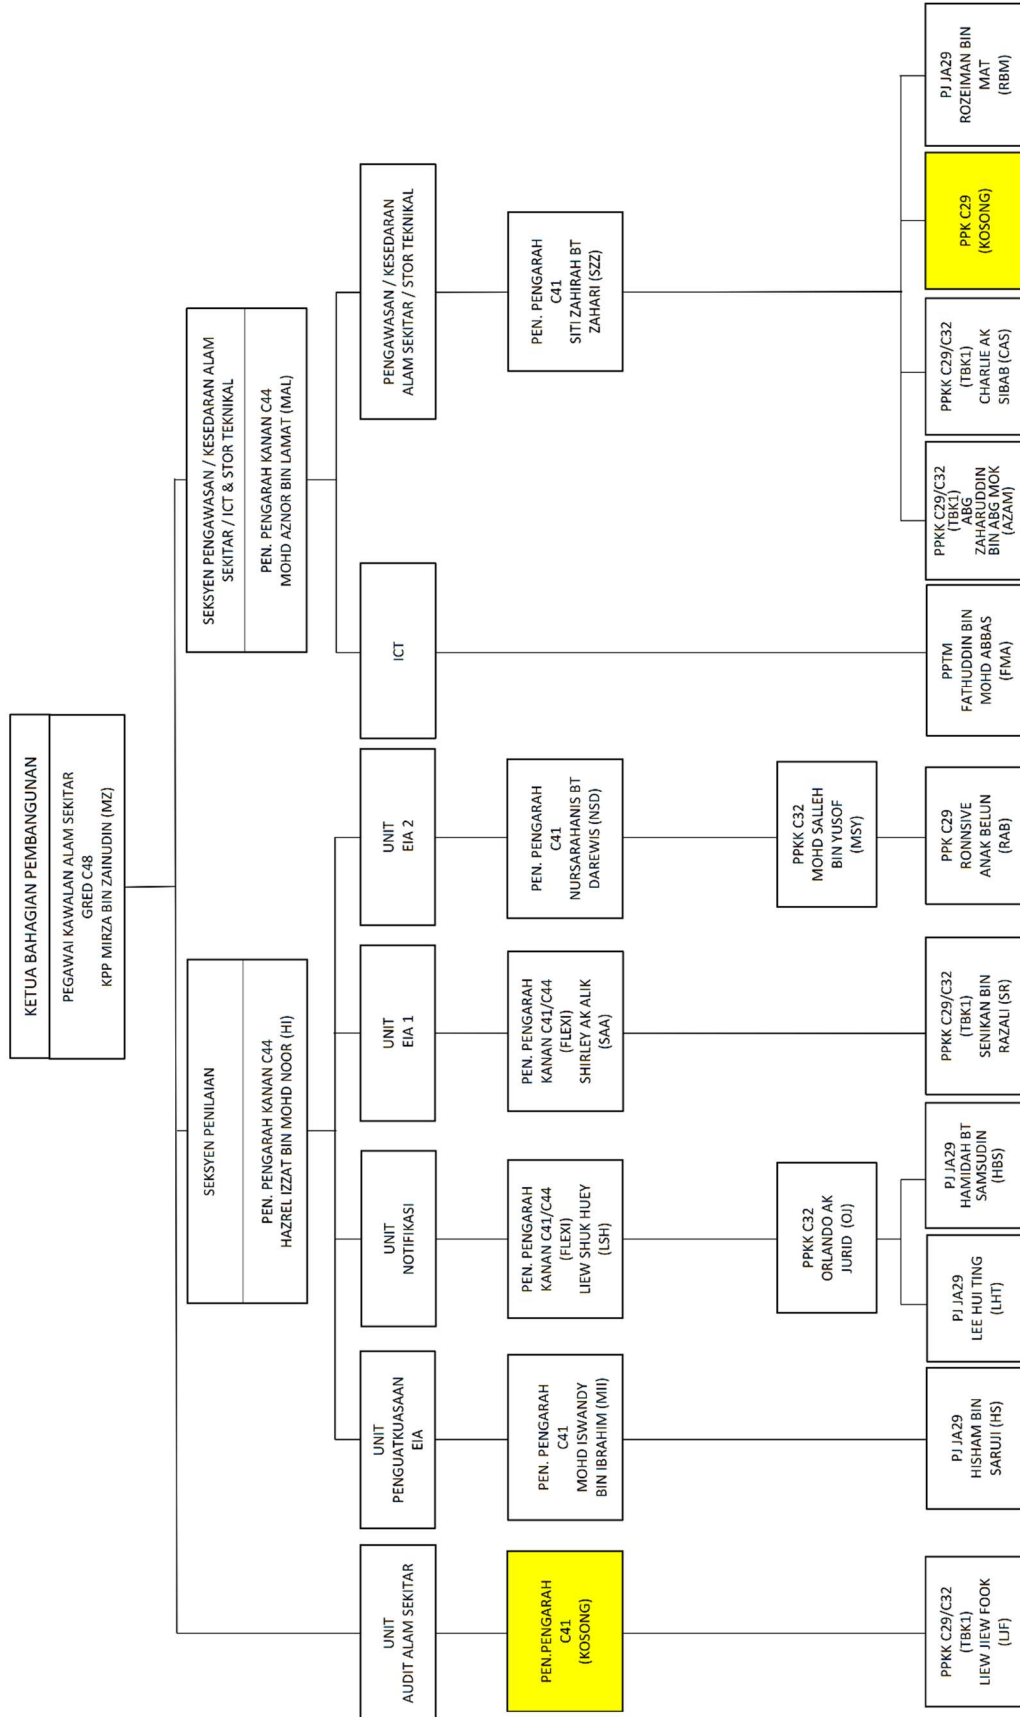 KETUA BAHAGIAN PEMBANGUNAN
PEGAWAI KAWALAN ALAM SEKITAR
GRED C48
KPP MIRZA BIN ZAINUDIN (MZ)
SEKSYEN PENILAIAN
PEN. PENGARAH KANAN C44
HAZREL IZZAT BIN MOHD NOOR (HI)
SEKSYEN PENGAWASAN / KESEDARAN ALAM
SEKITAR / ICT & STOR TEKNIKAL
PEN. PENGARAH KANAN C44
MOHD AZNOR BIN LAMAT (MAL)
UNIT
AUDIT ALAM SEKITAR
UNIT
PENGUATKUASAAN
EIA
UNIT
NOTIFIKASI
UNIT
EIA 1
UNIT
EIA 2
ICT
PENGAWASAN / KESEDARAN
ALAM SEKITAR / STOR TEKNIKAL
PEN.PENGARAH
C41
(KOSONG)
PEN. PENGARAH
C41
MOHD ISWANDY
BIN IBRAHIM (MII)
PEN. PENGARAH
KANAN C41/C44
(FLEXI)
LIEW SHUK HUEY
(LSH)
PEN. PENGARAH
KANAN C41/C44
(FLEXI)
SHIRLEY AK ALIK
(SAA)
PEN. PENGARAH
C41
NURSARAHANIS BT
DAREWIS (NSD)
PEN. PENGARAH
C41
SITI ZAHIRAH BT
ZAHARI (SZZ)
PPKK C32
ORLANDO AK
JURID (OJ)
PPKK C32
MOHD SALLEH
BIN YUSOF
(MSY)
PPKK C29/C32
(TBK1)
LIEW JIEW FOOK
(LJF)
PJ JA29
HISHAM BIN
SARUJI (HS)
PJ JA29
LEE HUI TING
(LHT)
PJ JA29
HAMIDAH BT
SAMSUDIN
(HBS)
PPKK C29/C32
(TBK1)
SENIKAN BIN
RAZALI (SR)
PPK C29
RONNSIVE
ANAK BELUN
(RAB)
PPTM
FATHUDDIN BIN
MOHD ABBAS
(FMA)
PPKK C29/C32
(TBK1)
ABG
ZAHARUDDIN
BIN ABG MOK
(AZAM)
PPKK C29/C32
(TBK1)
CHARLIE AK
SIBAB (CAS)
PPK C29
(KOSONG)
PJ JA29
ROZEIMAN BIN
MAT
(RBM)